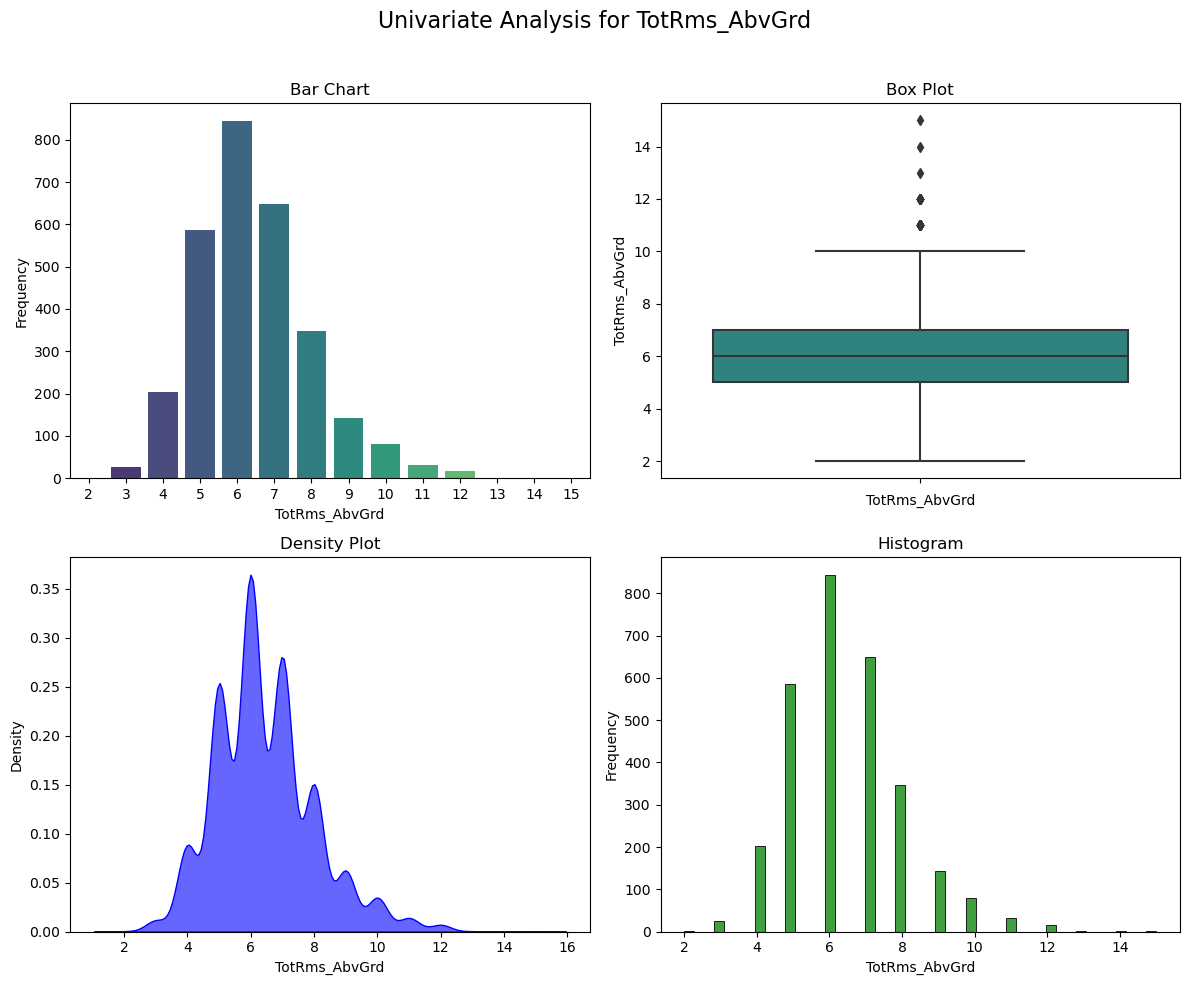 Univariate Analysis for TotRms_AbvGrd
Bar Chart
800
700
600
500
400
300
200
100
0
Frequency
2 3 4 5 6 7 8 9 10 11 12 13 14 15
TotRms_AbvGrd
Box Plot
14
12
10
8
6
4
2
TotRms_AbvGrd
TotRms_AbvGrd
Density Plot
0.35
0.30
0.25
0.20
0.15
0.10
0.05
0.00
Density
2 4 6 8 10 12 14 16
TotRms_AbvGrd
Histogram
800
700
600
500
400
300
200
100
0
Frequency
2 4 6 8 10 12 14
TotRms_AbvGrd